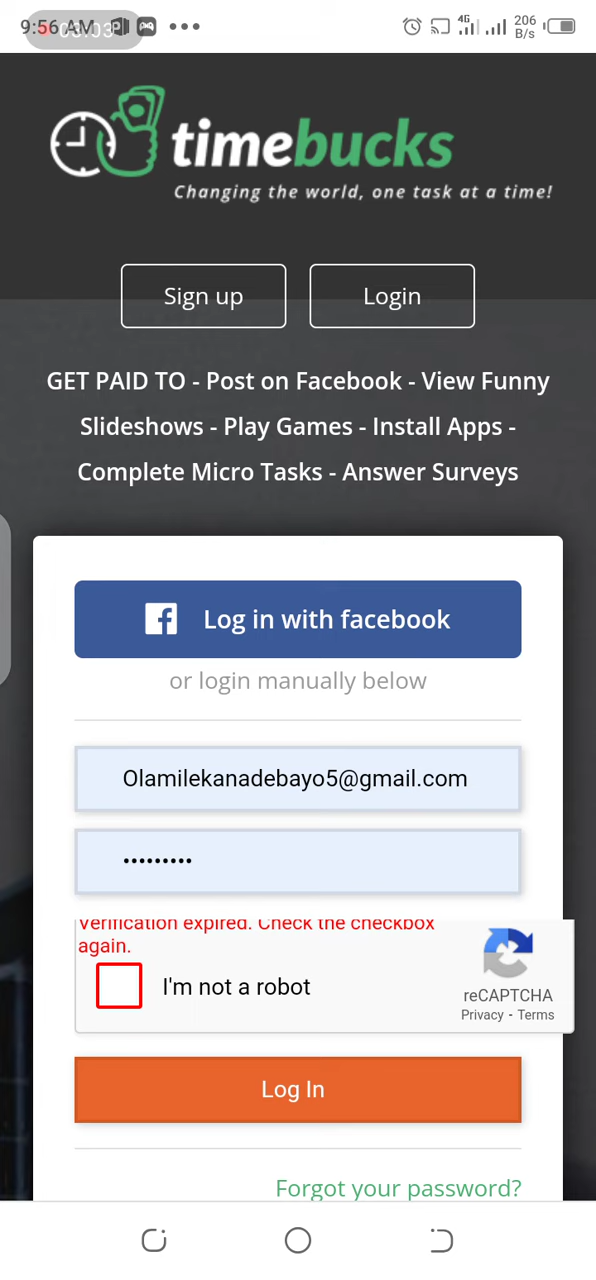 9:56 AM
03:03
4G
206
B/s
timebucks
Changing the world, one task at a time!
Sign up
Login
GET PAID TO - Post on Facebook - View Funny
Slideshows - Play Games - Install Apps -
Complete Micro Tasks - Answer Surveys
Log in with facebook
or login manually below
Olamilekanadebayo5@gmail.com
•••••••••
Verification expired. Check the checkbox
again.
I'm not a robot
reCAPTCHA
Privacy - Terms
Log In
Forgot your password?